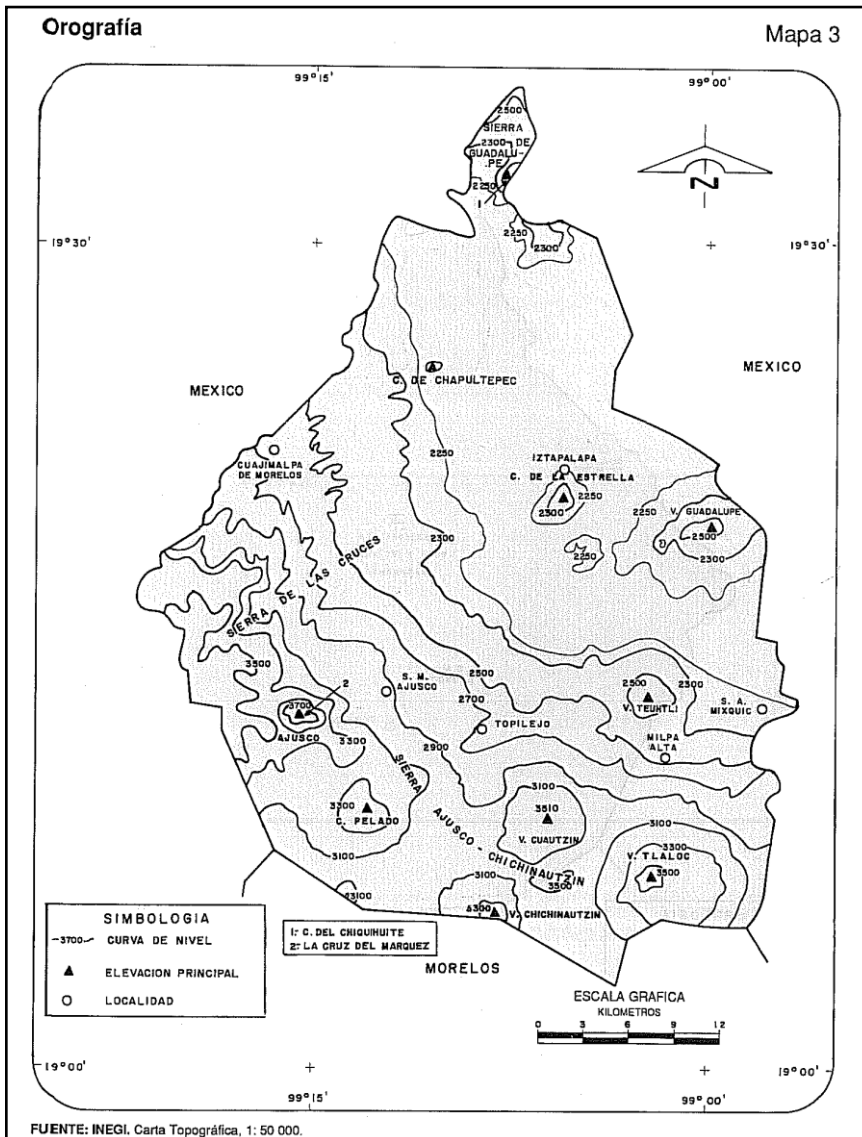 Orografía
Mapa 3
99°15'
99°00'
2500
SIERRA
2300 DE
GUADALU-
.PE
2250
1
2250
2300
19°30'
19°30'
N
MEXICO
MEXICO
C. DE CHAPULTEPEC
2250
CUAJIMALPA
DE MORELOS
IZTAPALAPA
C. DE LA ESTRELLA
2300
2250
2250
V. GUADALUPE
2500
2300
2250
2300
SIERRA DE LAS CRUCES
3500
2
3700
AJUSCO
3300
S. M.
AJUSCO
2500
2700
TOPILEJO
2900
2500
V. TEUHTLI
2300
S. A.
MIXQUIC
MILPA
ALTA
SIERRA
AJUSCO - CHICHINAUTZIN
3300
C. PELADO
3100
3100
3510
V. CUAUTZIN
3100
3300
V. TLALOC
3500
3500
3100
3100
3300
V. CHICHINAUTZIN
SIMBOLOGIA
-3700- CURVA DE NIVEL
ELEVACION PRINCIPAL
LOCALIDAD
1.- C. DEL CHIQUIHUITE
2.- LA CRUZ DEL MARQUEZ
MORELOS
ESCALA GRAFICA
KILOMETROS
0 3 6 9 12
19°00'
19°00'
99°15'
99°00'
FUENTE: INEGI. Carta Topográfica, 1: 50 000.